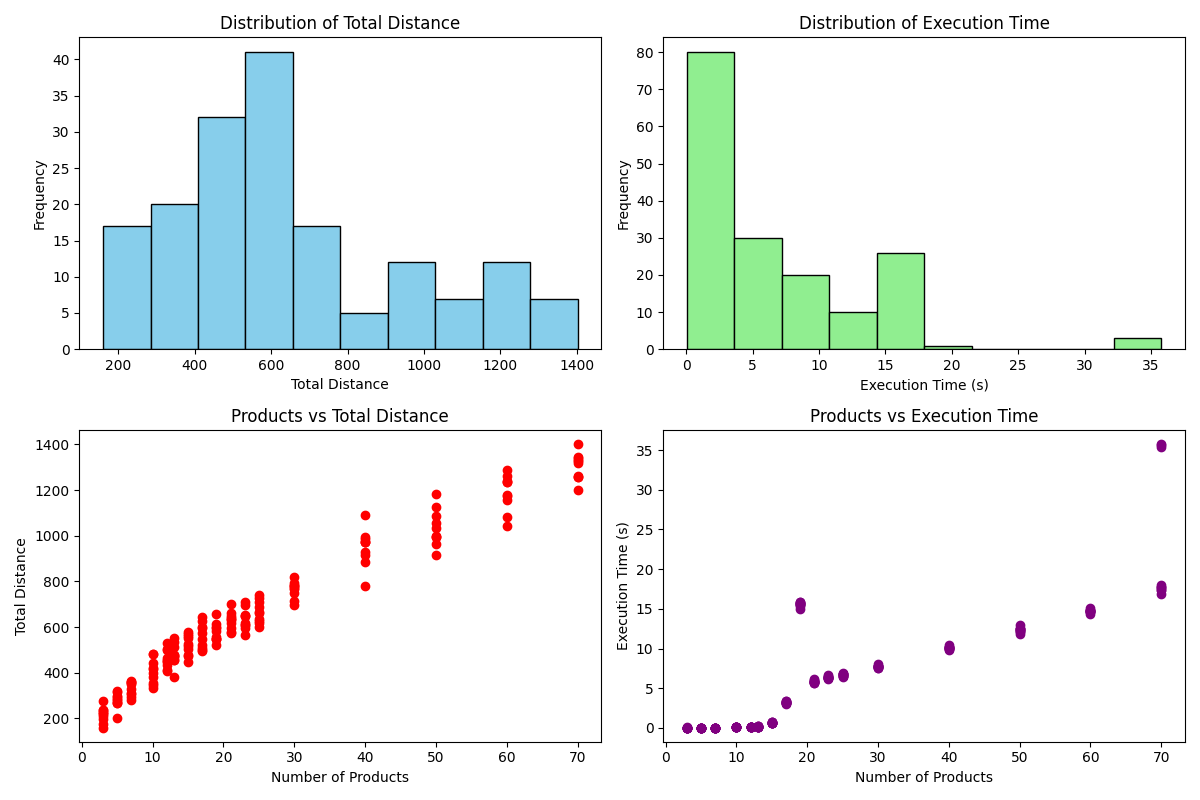 Distribution of Total Distance
Frequency
40
35
30
25
20
15
10
5
0
200 400 600 800 1000 1200 1400
Total Distance
Distribution of Execution Time
Frequency
80
70
60
50
40
30
20
10
0
0 5 10 15 20 25 30 35
Execution Time (s)
Products vs Total Distance
Total Distance
1400
1200
1000
800
600
400
200
0 10 20 30 40 50 60 70
Number of Products
Products vs Execution Time
Execution Time (s)
35
30
25
20
15
10
5
0
0 10 20 30 40 50 60 70
Number of Products